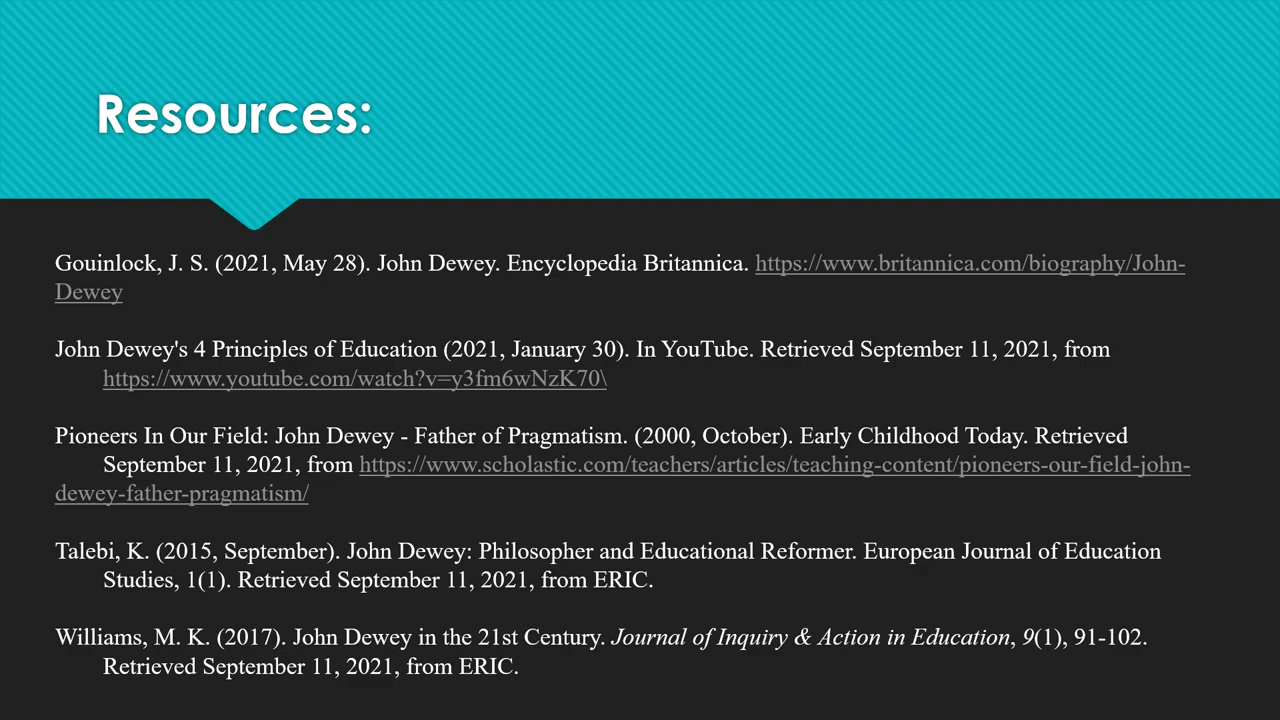 Resources:
Gouinlock, J. S. (2021, May 28). John Dewey. Encyclopedia Britannica. https://www.britannica.com/biography/John-
Dewey
John Dewey's 4 Principles of Education (2021, January 30). In YouTube. Retrieved September 11, 2021, from
https://www.youtube.com/watch?v=y3fm6wNzK70\
Pioneers In Our Field: John Dewey - Father of Pragmatism. (2000, October). Early Childhood Today. Retrieved
September 11, 2021, from https://www.scholastic.com/teachers/articles/teaching-content/pioneers-our-field-john-
dewey-father-pragmatism/
Talebi, K. (2015, September). John Dewey: Philosopher and Educational Reformer. European Journal of Education
Studies, 1(1). Retrieved September 11, 2021, from ERIC.
Williams, M. K. (2017). John Dewey in the 21st Century. Journal of Inquiry & Action in Education, 9(1), 91-102.
Retrieved September 11, 2021, from ERIC.